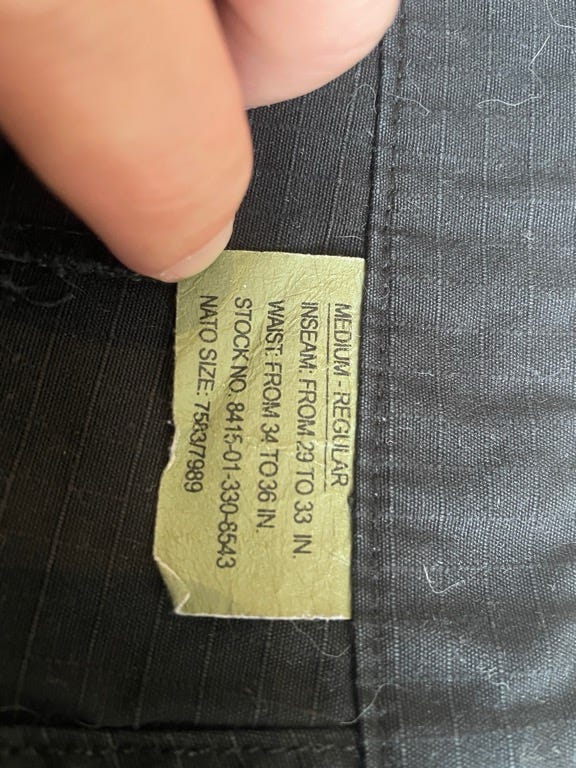 MEDIUM - REGULAR
INSEAM: FROM 29 TO 33 IN.
WAIST: FROM 34 TO 36 IN.
STOCK NO. 8415-01-330-8543
NATO SIZE: 7583/7989